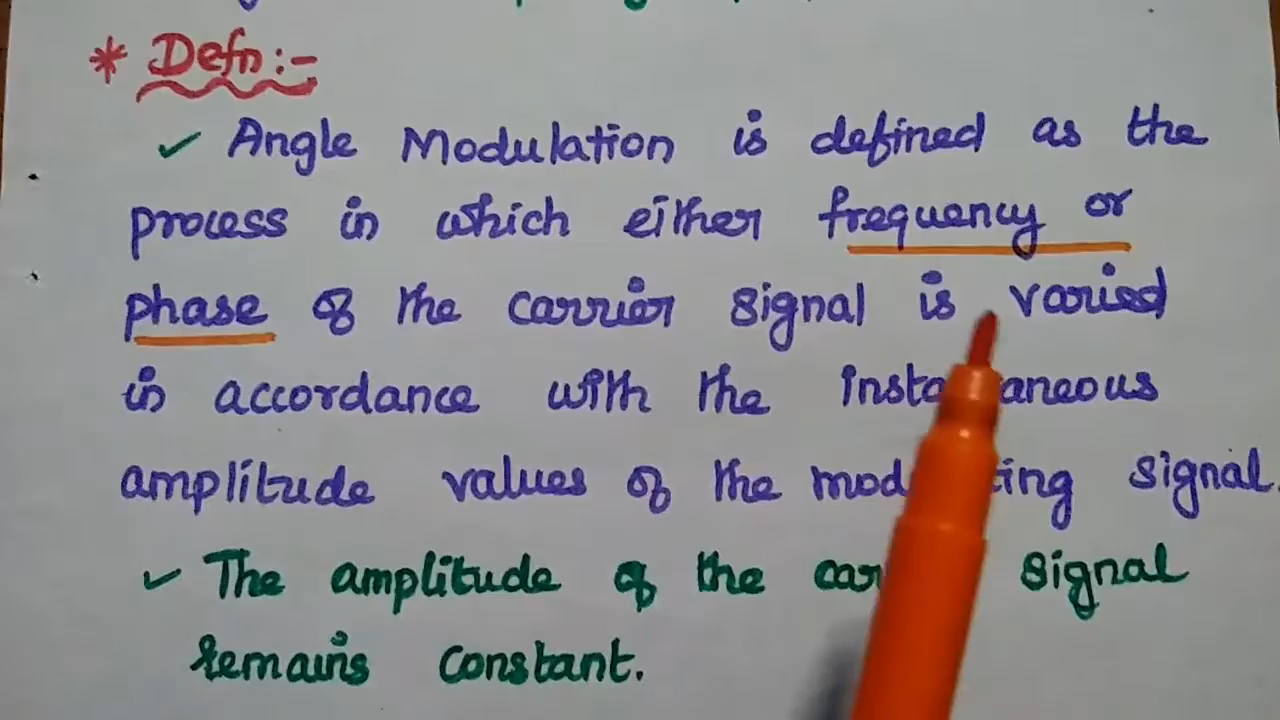 * Defn:-
✓ Angle Modulation is defined as the
process in which either frequency or
phase of the carrier signal is varied
in accordance with the
amplitude values of the signal.
✓ The amplitude of the signal
remains constant.